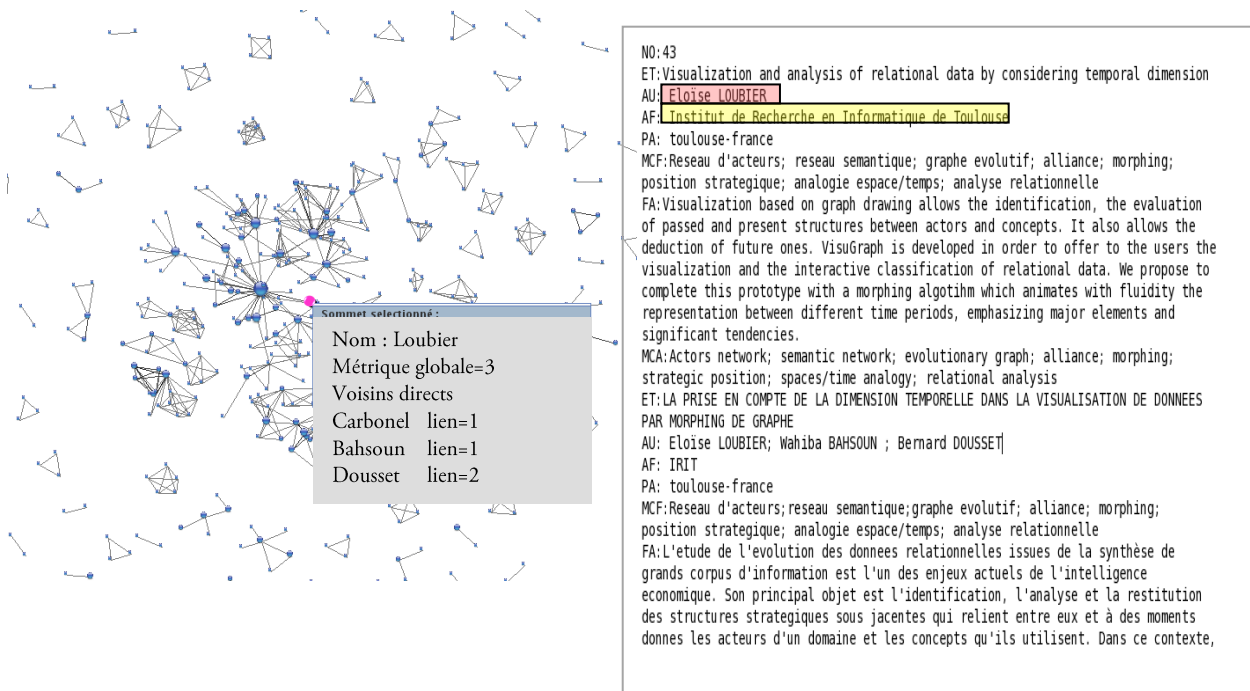 Sommet selectionné :
Nom : Loubier
Métrique globale=3
Voisins directs
Carbonel lien=1
Bahsoun lien=1
Dousset lien=2
NO:43
ET:Visualization and analysis of relational data by considering temporal dimension
AU: Eloïse LOUBIER
AF: Institut de Recherche en Informatique de Toulouse
PA: toulouse-france
MCF:Reseau d'acteurs; reseau semantique; graphe evolutif; alliance; morphing;
position strategique; analogie espace/temps; analyse relationnelle
FA:Visualization based on graph drawing allows the identification, the evaluation
of passed and present structures between actors and concepts. It also allows the
deduction of future ones. VisuGraph is developed in order to offer to the users the
visualization and the interactive classification of relational data. We propose to
complete this prototype with a morphing algotihm which animates with fluidity the
representation between different time periods, emphasizing major elements and
significant tendencies.
MCA:Actors network; semantic network; evolutionary graph; alliance; morphing;
strategic position; spaces/time analogy; relational analysis
ET:LA PRISE EN COMPTE DE LA DIMENSION TEMPORELLE DANS LA VISUALISATION DE DONNEES
PAR MORPHING DE GRAPHE
AU: Eloïse LOUBIER; Wahiba BAHSOUN ; Bernard DOUSSET
AF: IRIT
PA: toulouse-france
MCF:Reseau d'acteurs;reseau semantique;graphe evolutif; alliance; morphing;
position strategique; analogie espace/temps; analyse relationnelle
FA:L'etude de l'evolution des donnees relationnelles issues de la synthèse de
grands corpus d'information est l'un des enjeux actuels de l'intelligence
economique. Son principal objet est l'identification, l'analyse et la restitution
des structures strategiques sous jacentes qui relient entre eux et à des moments
donnes les acteurs d'un domaine et les concepts qu'ils utilisent. Dans ce contexte,